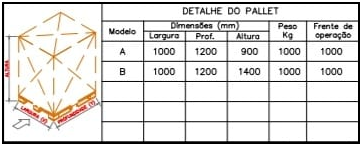 DETALHE DO PALLET
Modelo Dimensões (mm) Peso Kg Frente de operação
Largura Prof. Altura
A 1000 1200 900 1000 1000
B 1000 1200 1400 1000 1000
ALTURA
LARGURA (X)
PROFUNDIDADE (Y)